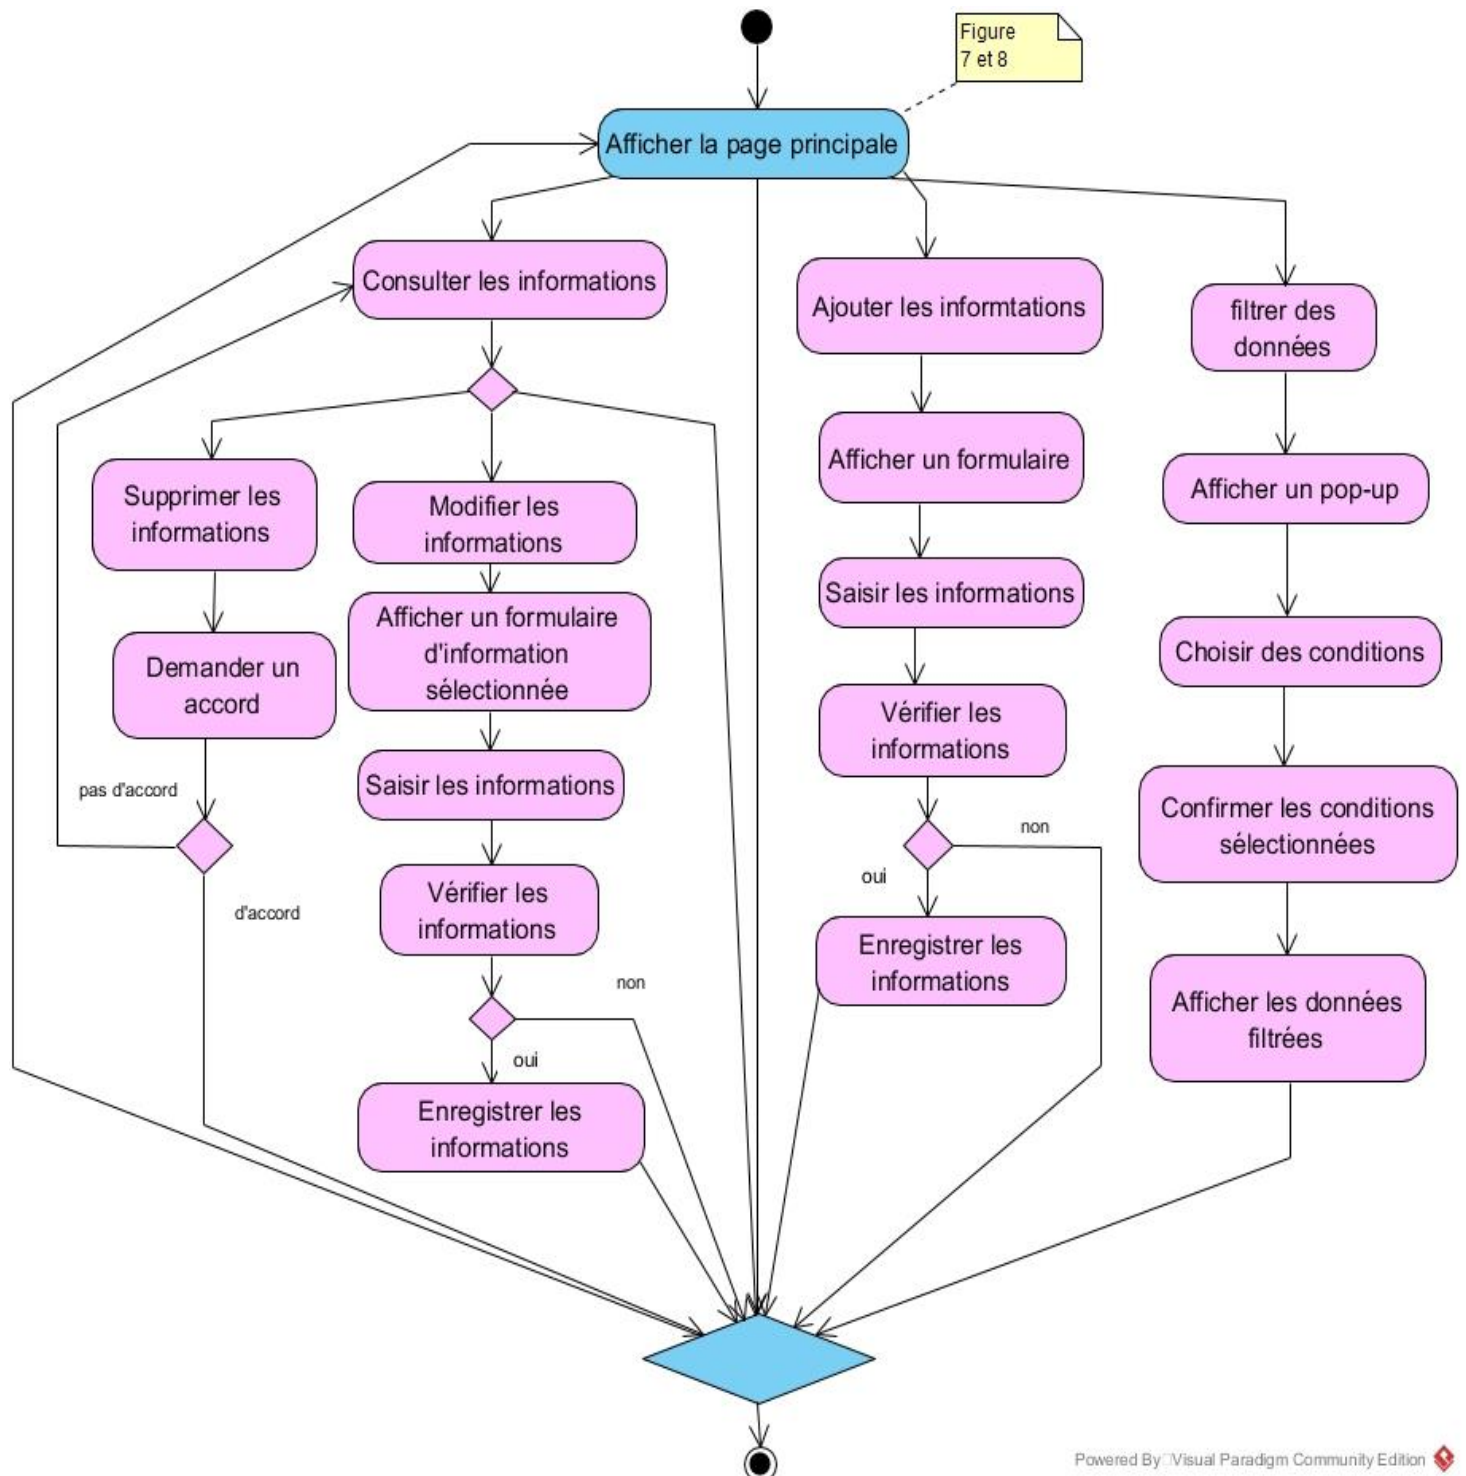 Figure
7 et 8
Afficher la page principale
Consulter les informations
Ajouter les informtations
filtrer des
données
Supprimer les
informations
Modifier les
informations
Afficher un formulaire
Afficher un pop-up
Afficher un formulaire
d'information
sélectionnée
Saisir les informations
Choisir des conditions
Demander un
accord
Vérifier les
informations
pas d'accord
Saisir les informations
Confirmer les conditions
sélectionnées
non
oui
d'accord
Vérifier les
informations
Enregistrer les
informations
non
Afficher les données
filtrées
oui
Enregistrer les
informations
Powered By Visual Paradigm Community Edition